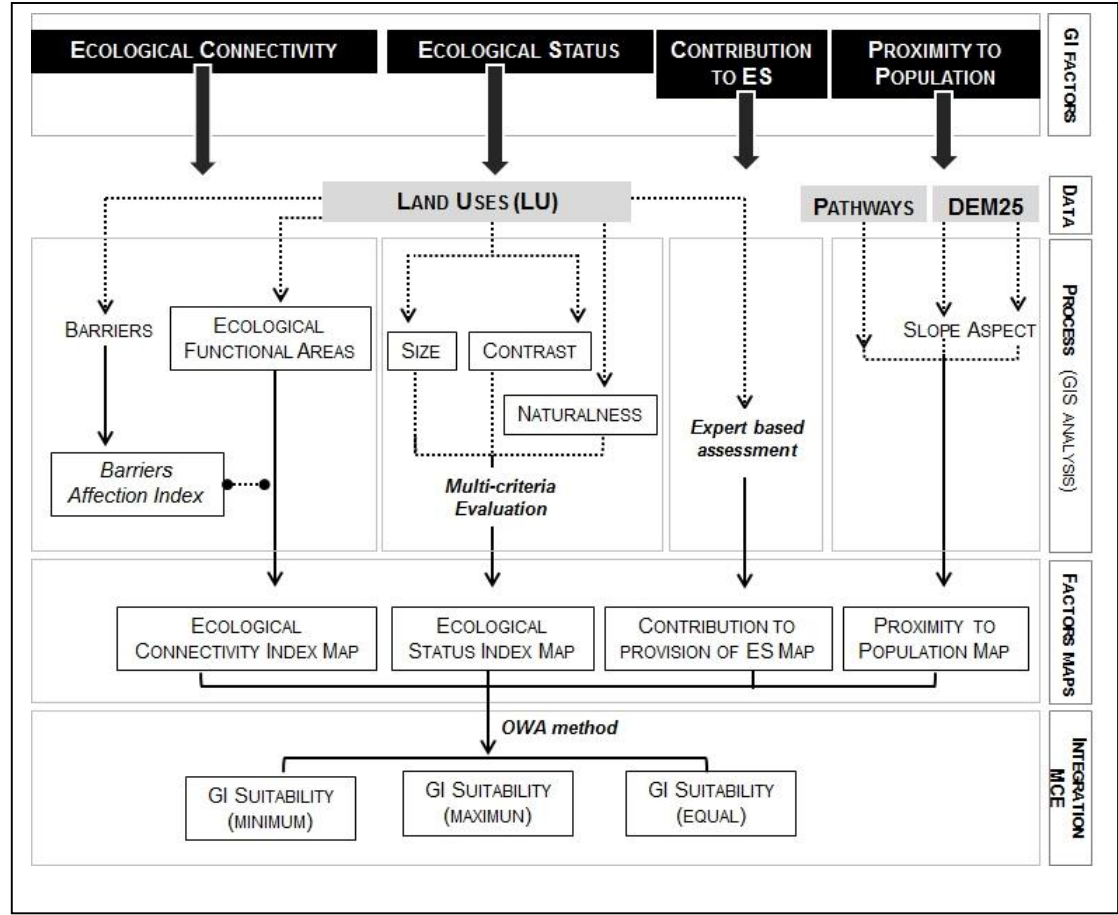 ECOLOGICAL CONNECTIVITY
ECOLOGICAL STATUS
CONTRIBUTION
TO ES
PROXIMITY TO
POPULATION
GI FACTORS
LAND USES (LU)
PATHWAYS
DEM25
DATA
BARRIERS
ECOLOGICAL
FUNCTIONAL AREAS
SIZE
CONTRAST
NATURALNESS
SLOPE ASPECT
Barriers
Affection Index
Multi-criteria
Evaluation
Expert based
assessment
PROCESS (GIS ANALYSIS)
ECOLOGICAL
CONNECTIVITY INDEX MAP
ECOLOGICAL
STATUS INDEX MAP
CONTRIBUTION TO
PROVISION OF ES MAP
PROXIMITY TO
POPULATION MAP
FACTORS MAPS
OWA method
GI SUITABILITY
(MINIMUM)
GI SUITABILITY
(MAXIMUN)
GI SUITABILITY
(EQUAL)
INTEGRATION
MCE